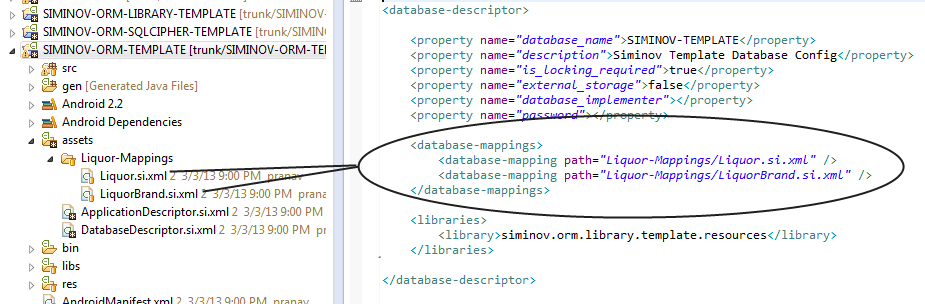 SIMINOV-ORM-LIBRARY-TEMPLATE [trunk/SIMINOV-O
SIMINOV-ORM-SQLCIPHER-TEMPLATE [trunk/SIMIN
SIMINOV-ORM-TEMPLATE [trunk/SIMINOV-ORM-TEM
src
gen [Generated Java Files]
Android 2.2
Android Dependencies
assets
Liquor-Mappings
Liquor.si.xml 2 3/3/13 9:00 PM pranav
LiquorBrand.si.xml 2 3/3/13 9:00 PM pranav
ApplicationDescriptor.si.xml 2 3/3/13 9:00 PM
DatabaseDescriptor.si.xml 2 3/3/13 9:00 PM
bin
libs
res
AndroidManifest.xml 2 3/3/13 9:00 PM
<database-descriptor>
<property name="database_name">SIMINOV-TEMPLATE</property>
<property name="description">Siminov Template Database Config</property>
<property name="is_locking_required">true</property>
<property name="external_storage">false</property>
<property name="database_implementer"></property>
<property name="password"></property>
<database-mappings>
<database-mapping path="Liquor-Mappings/Liquor.si.xml" />
<database-mapping path="Liquor-Mappings/LiquorBrand.si.xml" />
</database-mappings>
<libraries>
<library>siminov.orm.library.template.resources</library>
</libraries>
</database-descriptor>